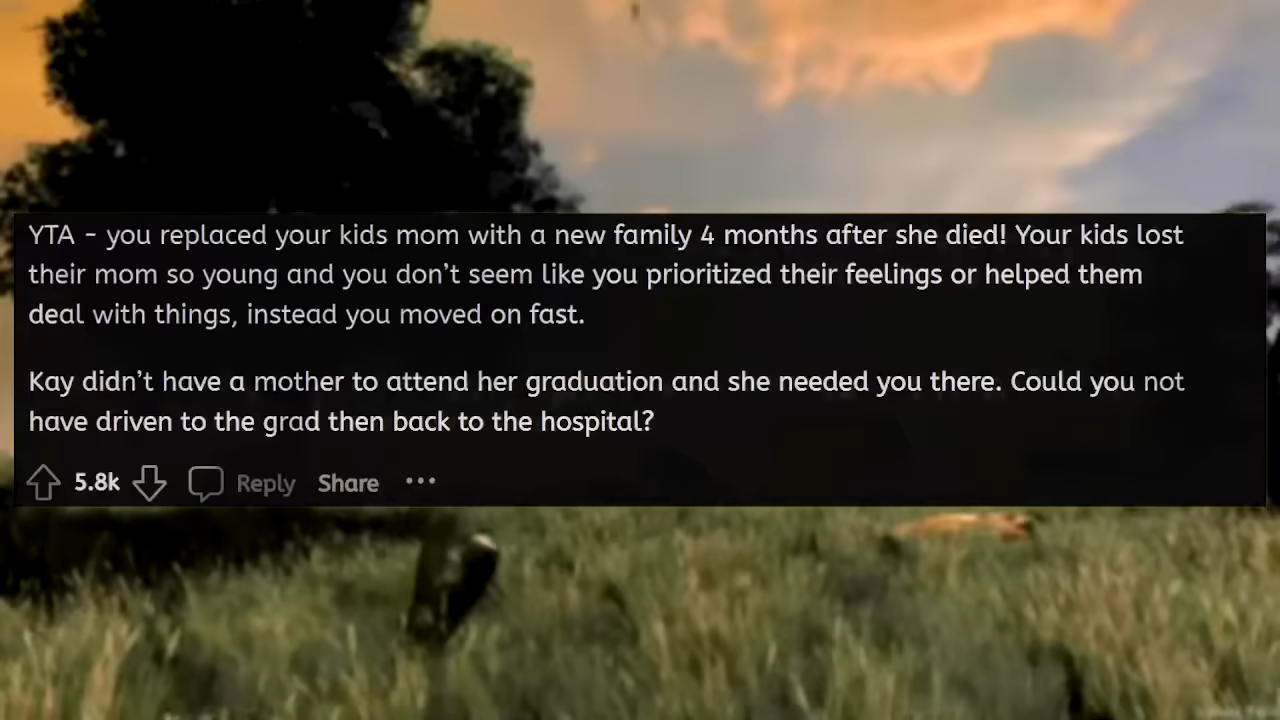 YTA - you replaced your kids mom with a new family 4 months after she died! Your kids lost
their mom so young and you don't seem like you prioritized their feelings or helped them
deal with things, instead you moved on fast.
Kay didn't have a mother to attend her graduation and she needed you there. Could you not
have driven to the grad then back to the hospital?
5.8k Reply Share